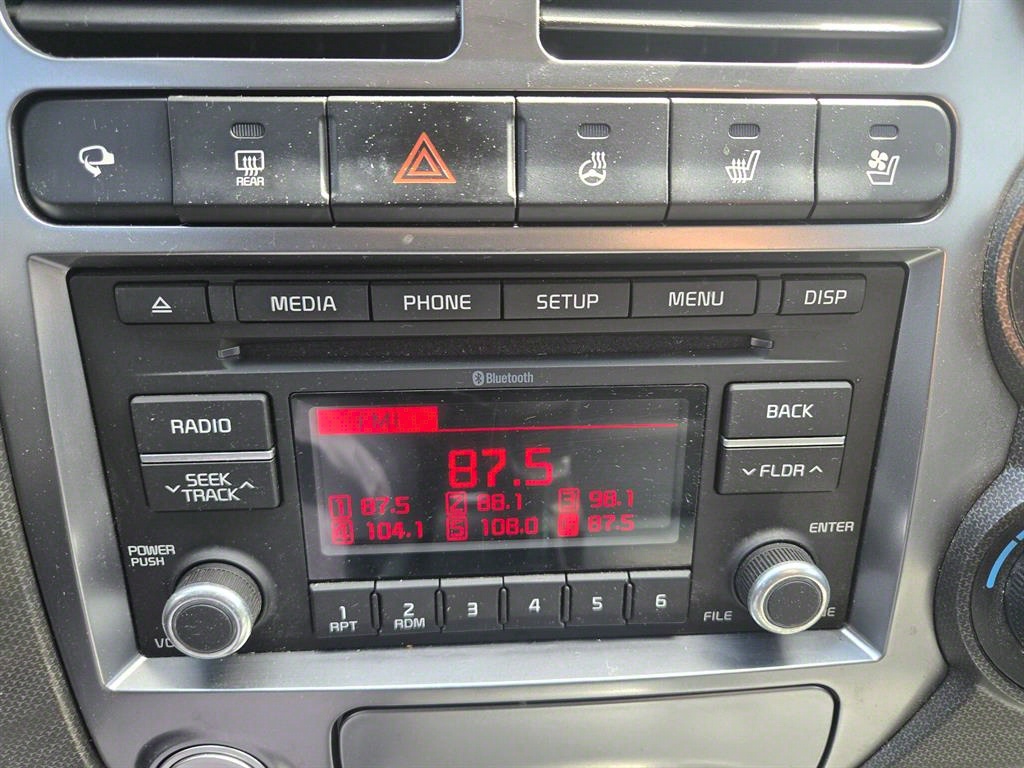 REAR
MEDIA
PHONE
SETUP
MENU
DISP
Bluetooth
RADIO
SEEK
TRACK
BACK
FLDR
FM1
87.5
1 87.5 2 88.1 3 98.1
4 104.1 5 108.0 6 87.5
POWER
PUSH
ENTER
1
RPT
2
RDM
3
4
5
6
FILE